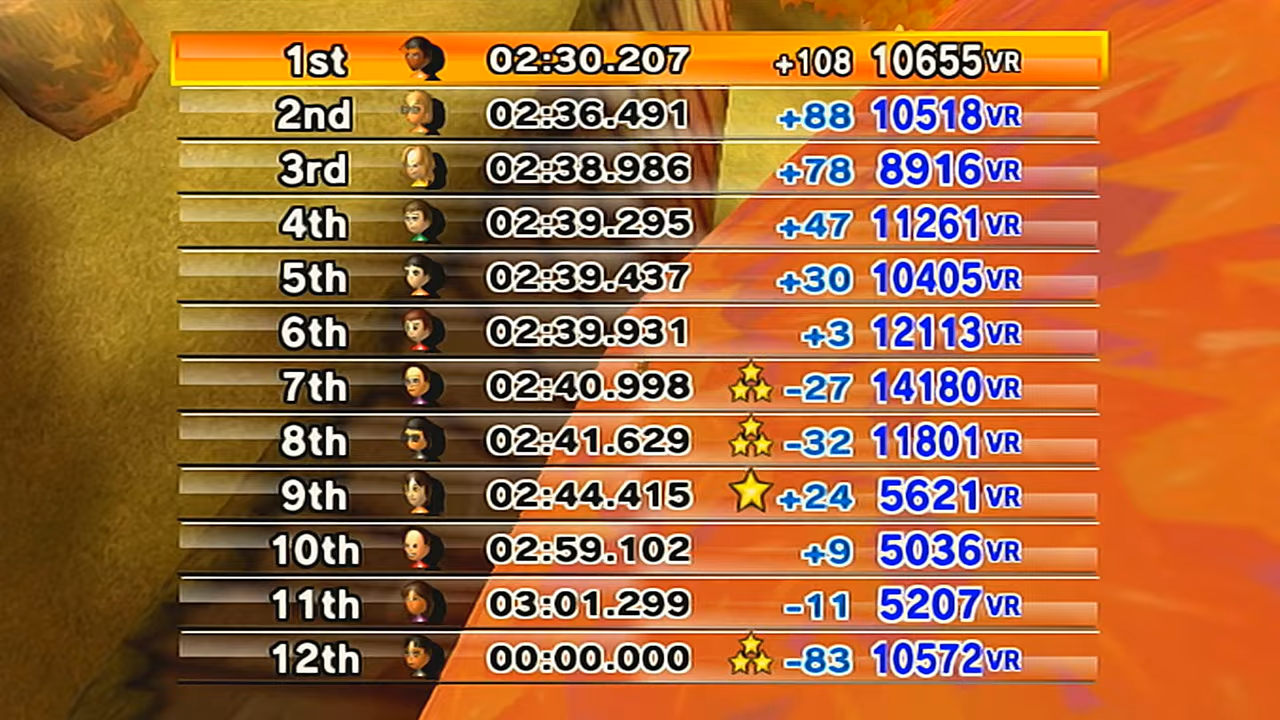 1st 02:30.207 +108 10655VR
2nd 02:36.491 +88 10518VR
3rd 02:38.986 +78 8916VR
4th 02:39.295 +47 11261VR
5th 02:39.437 +30 10405VR
6th 02:39.931 +3 12113VR
7th 02:40.998 -27 14180VR
8th 02:41.629 -32 11801VR
9th 02:44.415 +24 5621VR
10th 02:59.102 +9 5036VR
11th 03:01.299 -11 5207VR
12th 00:00.000 -83 10572VR